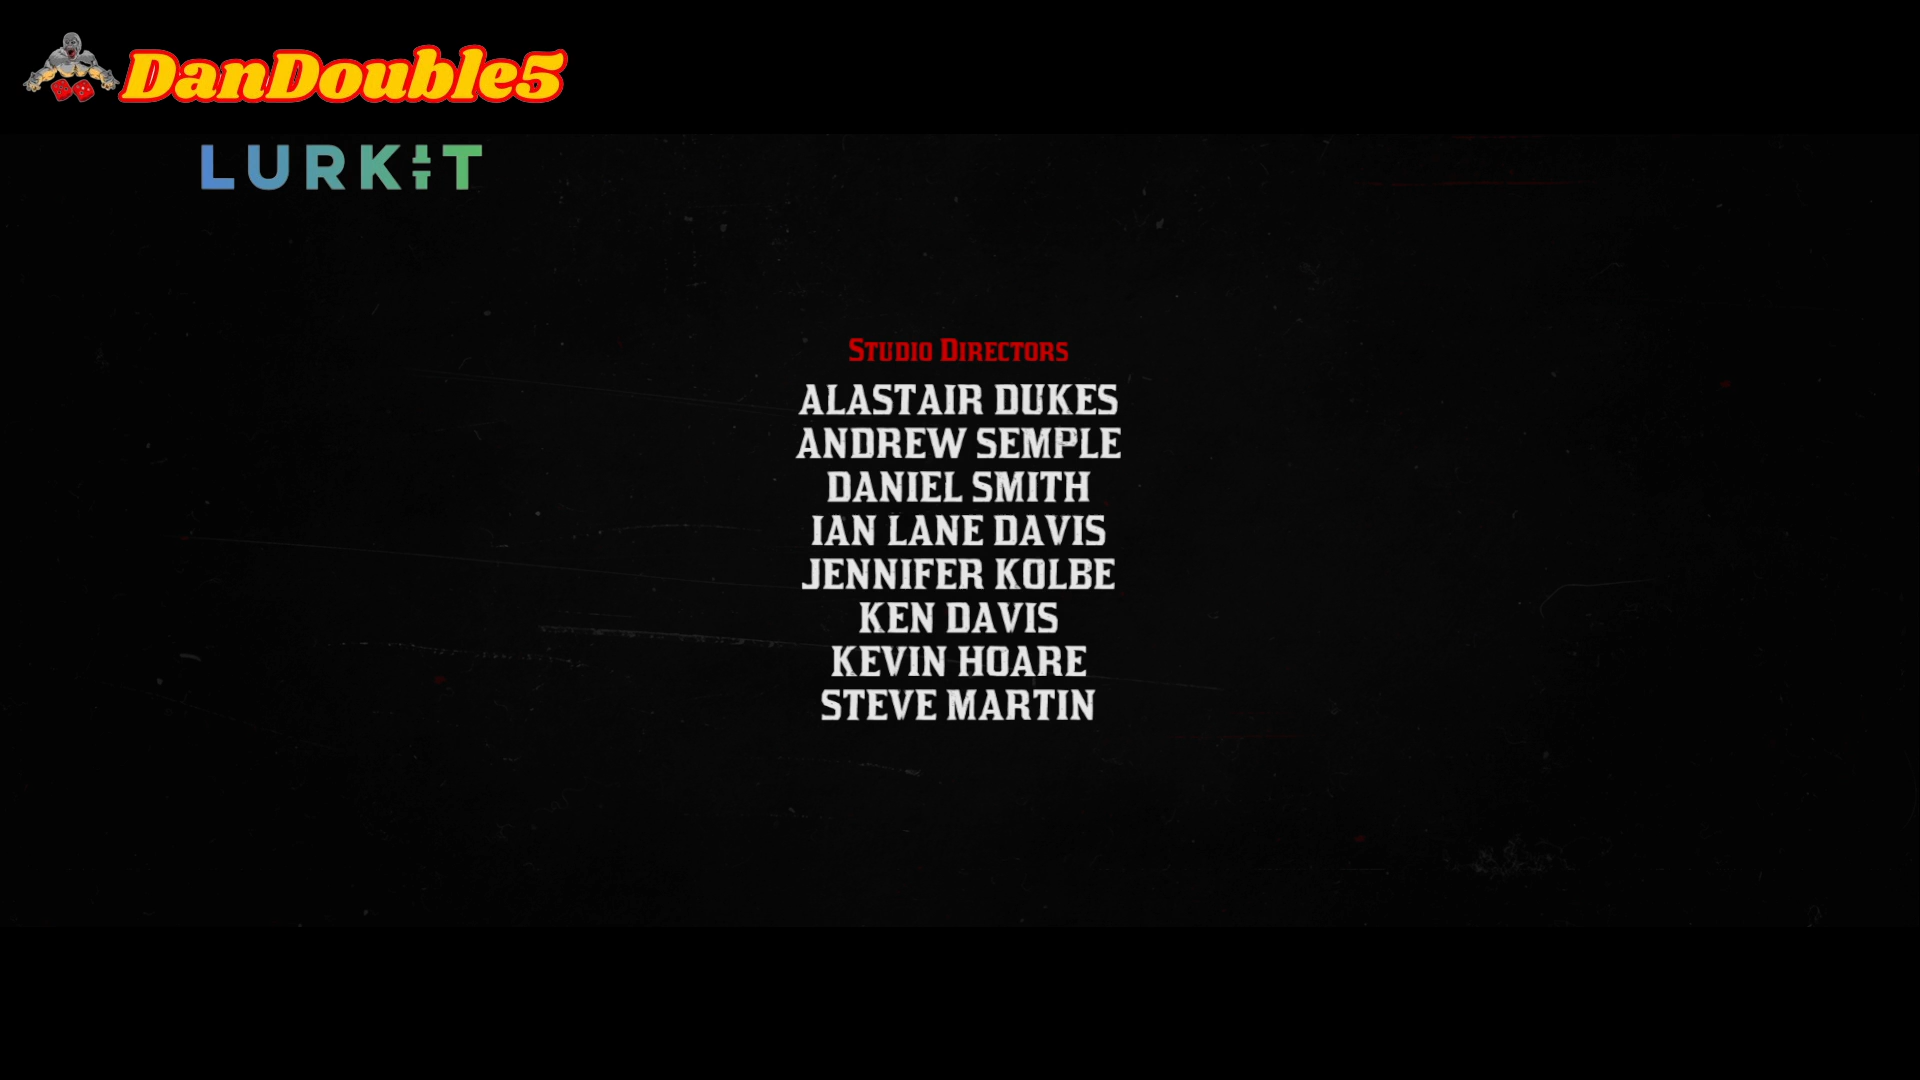 DanDouble5
LURKIT
STUDIO DIRECTORS
ALASTAIR DUKES
ANDREW SEMPLE
DANIEL SMITH
IAN LANE DAVIS
JENNIFER KOLBE
KEN DAVIS
KEVIN HOARE
STEVE MARTIN